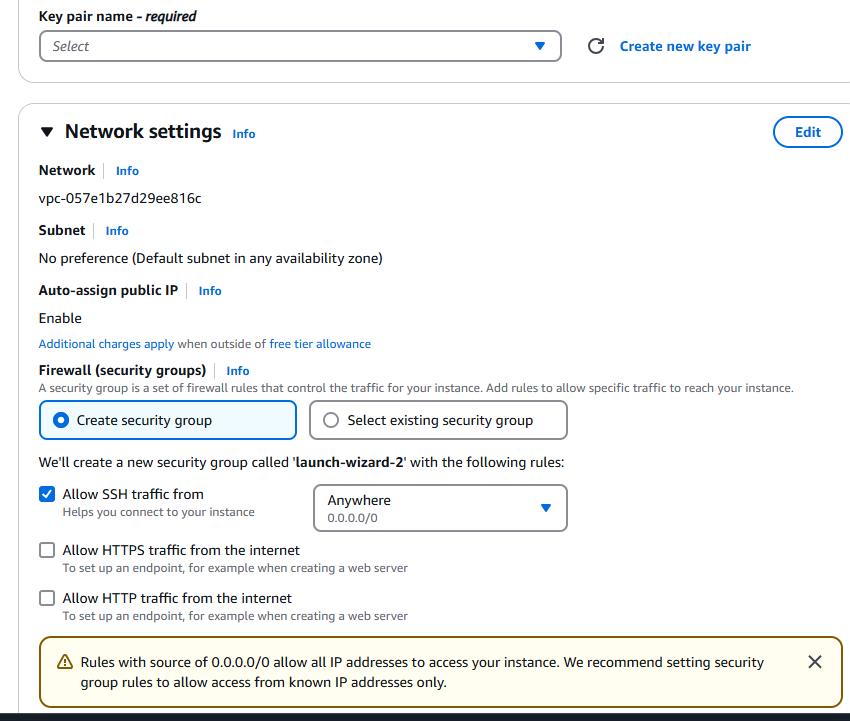 Key pair name - required
Select
Create new key pair
Network settings Info
Edit
Network Info
vpc-057e1b27d29ee816c
Subnet Info
No preference (Default subnet in any availability zone)
Auto-assign public IP Info
Enable
Additional charges apply when outside of free tier allowance
Firewall (security groups) Info
A security group is a set of firewall rules that control the traffic for your instance. Add rules to allow specific traffic to reach your instance.
Create security group
Select existing security group
We'll create a new security group called 'launch-wizard-2' with the following rules:
Allow SSH traffic from
Helps you connect to your instance
Anywhere
0.0.0.0/0
Allow HTTPS traffic from the internet
To set up an endpoint, for example when creating a web server
Allow HTTP traffic from the internet
To set up an endpoint, for example when creating a web server
Rules with source of 0.0.0.0/0 allow all IP addresses to access your instance. We recommend setting security
group rules to allow access from known IP addresses only.